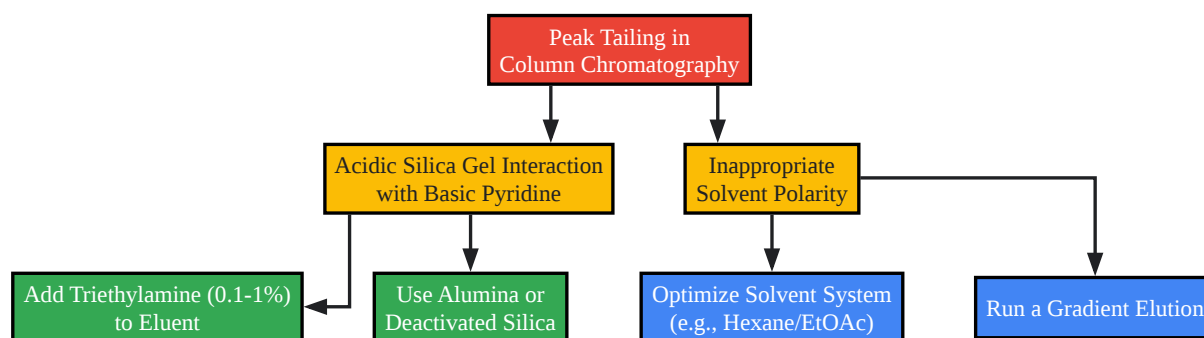 Peak Tailing in
Column Chromatography
Acidic Silica Gel Interaction
with Basic Pyridine
Inappropriate
Solvent Polarity
Add Triethylamine (0.1-1%)
to Eluent
Use Alumina or
Deactivated Silica
Optimize Solvent System
(e.g., Hexane/EtOAc)
Run a Gradient Elution